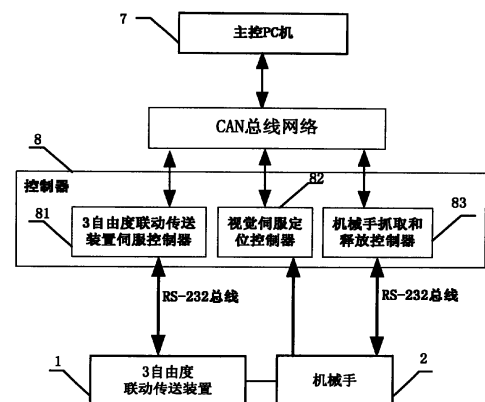 7
主控PC机
CAN总线网络
8
控制器
82
81
3自由度联动传送
装置伺服控制器
视觉伺服定
位控制器
机械手抓取和
释放控制器
83
RS-232总线
RS-232总线
1
3自由度
联动传送装置
机械手
2